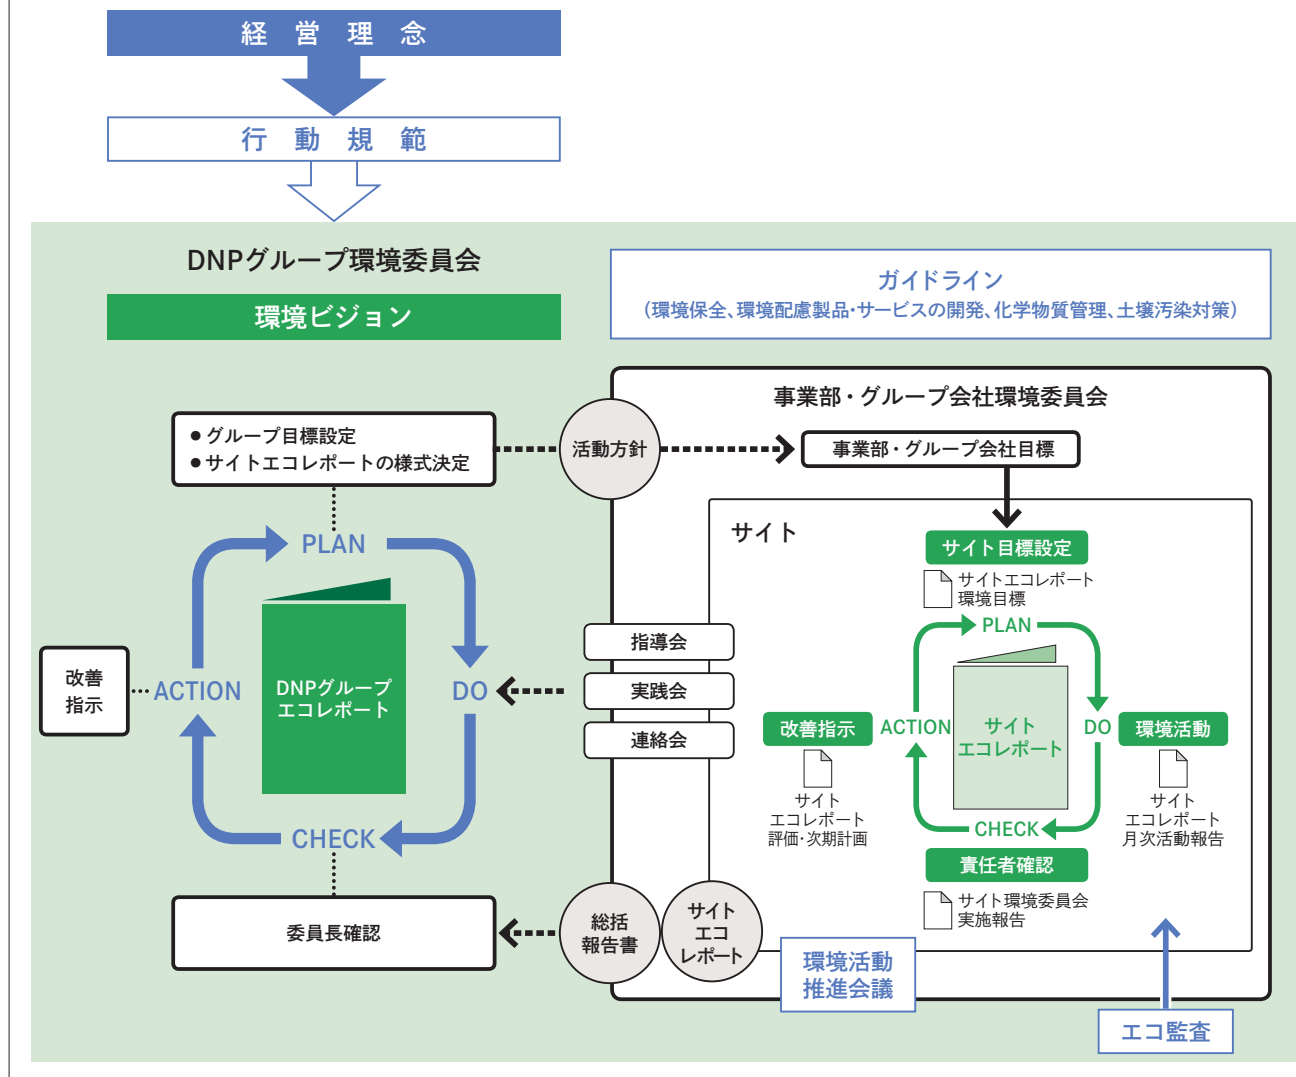 経営理念
行動規範
DNPグループ環境委員会
環境ビジョン
ガイドライン
（環境保全、環境配慮製品・サービスの開発、化学物質管理、土壌汚染対策）
● グループ目標設定
● サイトエコレポートの様式決定
活動方針
事業部・グループ会社環境委員会
事業部・グループ会社目標
PLAN
DO
CHECK
ACTION
DNPグループ
エコレポート
改善
指示
委員長確認
指導会
実践会
連絡会
総括
報告書
サイト
エコ
レポート
サイト
サイト目標設定
サイトエコレポート
環境目標
PLAN
DO
CHECK
ACTION
サイト
エコレポート
環境活動
サイト
エコレポート
月次活動報告
責任者確認
サイト環境委員会
実施報告
改善指示
サイト
エコレポート
評価・次期計画
環境活動
推進会議
エコ監査